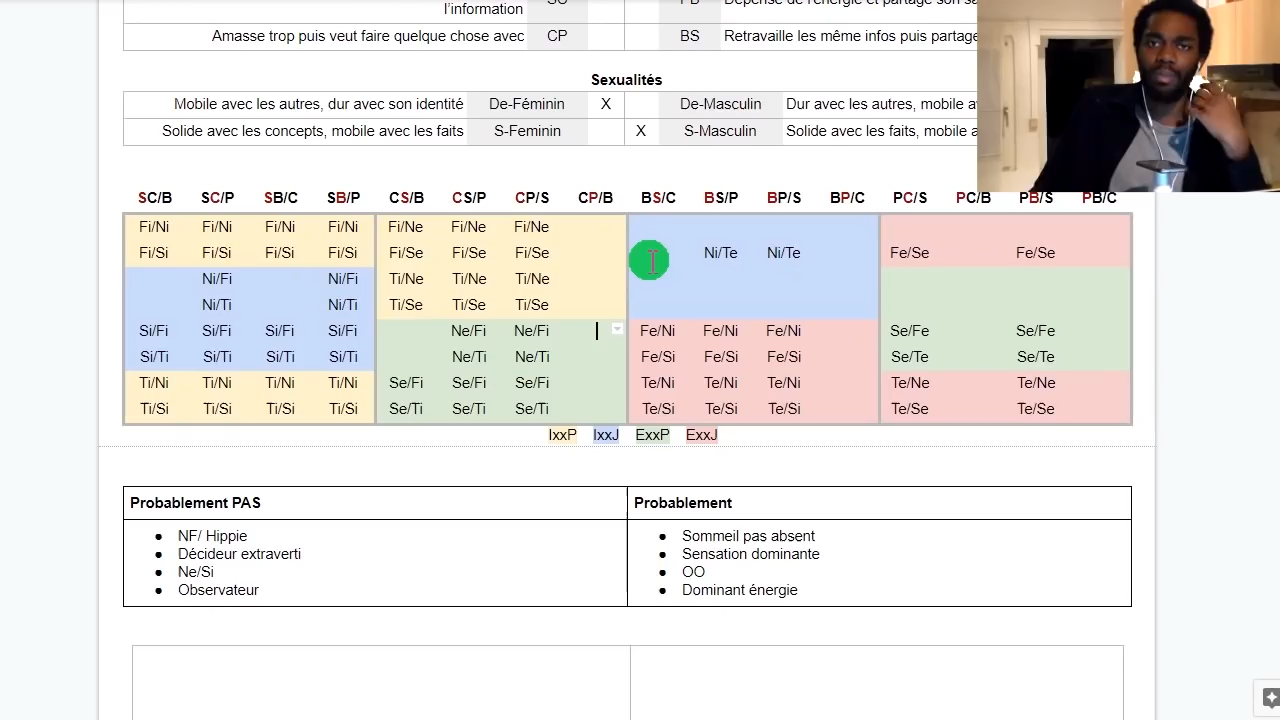 l'information
Amasse trop puis veut faire quelque chose avec CP BS Retravaille les même infos puis partage
Sexualités
Mobile avec les autres, dur avec son identité De-Féminin X De-Masculin Dur avec les autres, mobile
Solide avec les concepts, mobile avec les faits S-Feminin X S-Masculin Solide avec les faits, mobile
SC/B SC/P SB/C SB/P CS/B CS/P CP/S CP/B BS/C BS/P BP/S BP/C PC/S PC/B PB/S PB/C
Fi/Ni Fi/Ni Fi/Ni Fi/Ni Fi/Ne Fi/Ne Fi/Ne
Fi/Si Fi/Si Fi/Si Fi/Si Fi/Se Fi/Se Fi/Se Ni/Te Ni/Te Fe/Se Fe/Se
Ni/Fi Ni/Fi Ti/Ne Ti/Ne Ti/Ne
Ni/Ti Ni/Ti Ti/Se Ti/Se Ti/Se
Si/Fi Si/Fi Si/Fi Si/Fi Ne/Fi Ne/Fi Fe/Ni Fe/Ni Fe/Ni Se/Fe Se/Fe
Si/Ti Si/Ti Si/Ti Si/Ti Ne/Ti Ne/Ti Fe/Si Fe/Si Fe/Si Se/Te Se/Te
Ti/Ni Ti/Ni Ti/Ni Ti/Ni Se/Fi Se/Fi Se/Fi Te/Ni Te/Ni Te/Ni Te/Ne Te/Ne
Ti/Si Ti/Si Ti/Si Ti/Si Se/Ti Se/Ti Se/Ti Te/Si Te/Si Te/Si Te/Se Te/Se
IxxP IxxJ ExxP ExxJ
Probablement PAS Probablement
● NF/ Hippie ● Sommeil pas absent
● Décideur extraverti ● Sensation dominante
● Ne/Si ● OO
● Observateur ● Dominant énergie